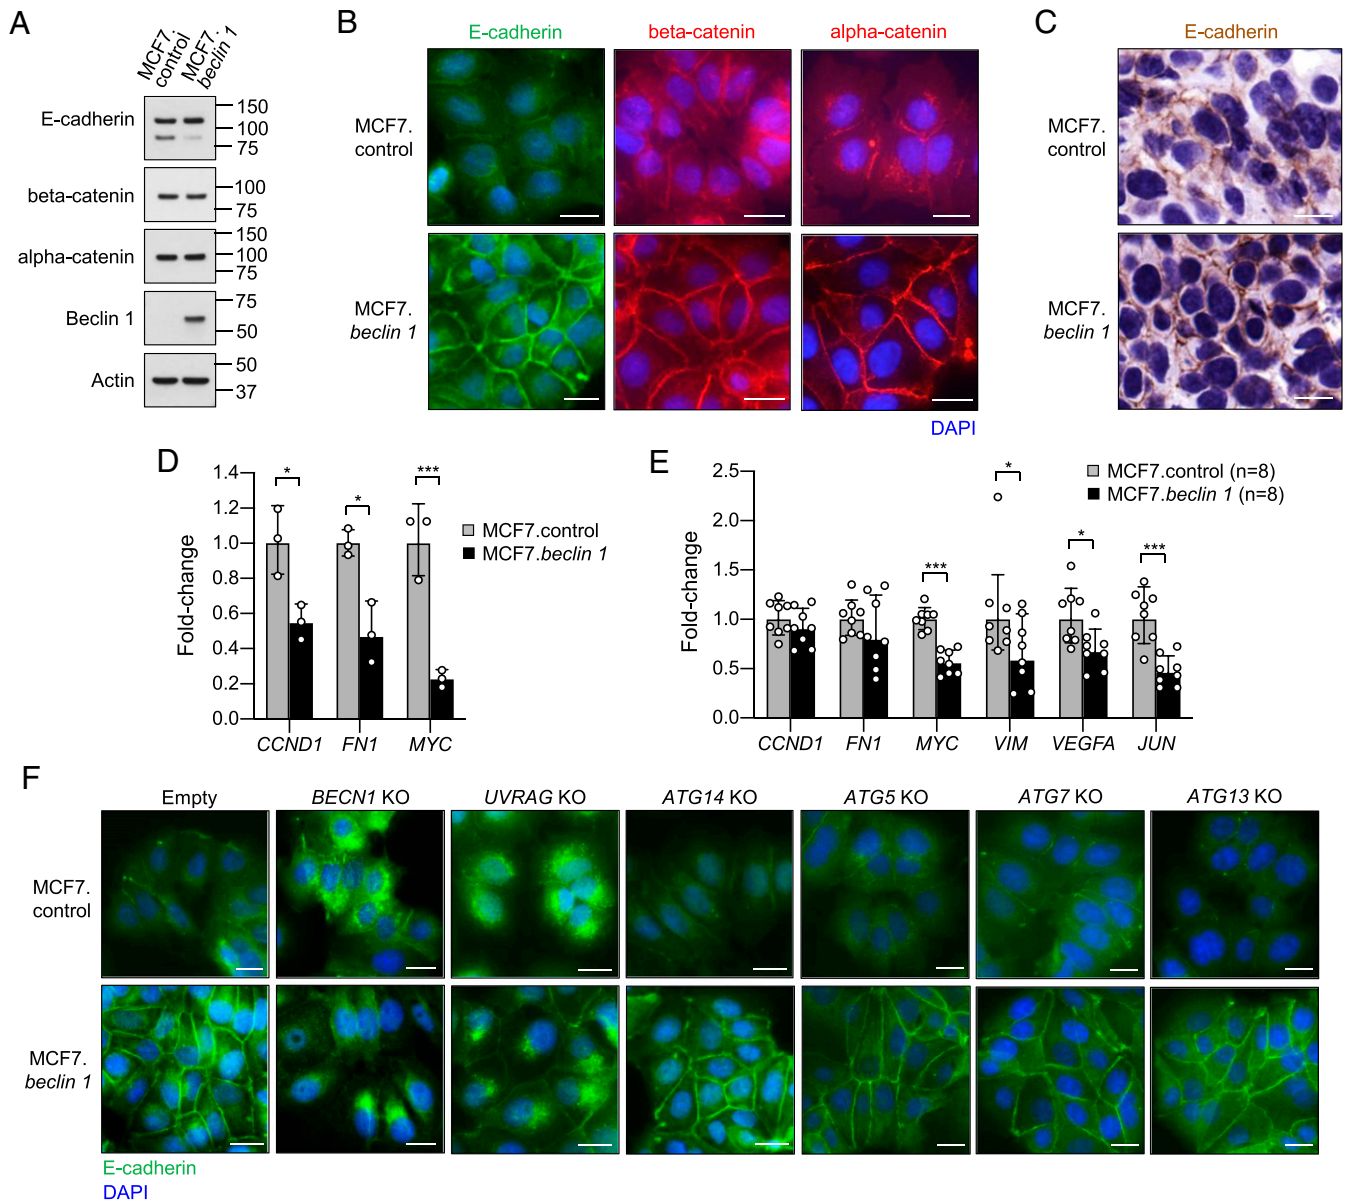 A
MCF7.
control
MCF7.
beclin 1
E-cadherin
150
100
75
beta-catenin
100
75
alpha-catenin
150
100
75
Beclin 1
75
50
Actin
50
37
B
E-cadherin
beta-catenin
alpha-catenin
MCF7.
control
MCF7.
beclin 1
DAPI
C
E-cadherin
MCF7.
control
MCF7.
beclin 1
D
Fold-change
1.4
1.2
1.0
0.8
0.6
0.4
0.2
0.0
*
*
***
CCND1
FN1
MYC
MCF7.control
MCF7.beclin 1
E
Fold-change
2.5
2.0
1.5
1.0
0.5
0.0
***
*
*
***
CCND1
FN1
MYC
VIM
VEGFA
JUN
MCF7.control (n=8)
MCF7.beclin 1 (n=8)
F
Empty
BECN1 KO
UVRAG KO
ATG14 KO
ATG5 KO
ATG7 KO
ATG13 KO
MCF7.
control
MCF7.
beclin 1
E-cadherin
DAPI